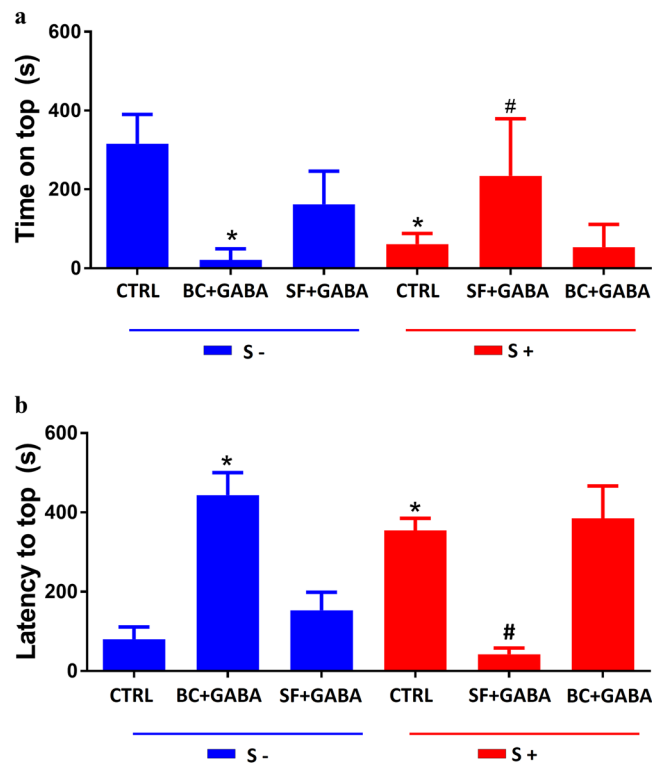 a
Time on top (s)
600
400
200
0
*
*
#
CTRL BC+GABA SF+GABA CTRL SF+GABA BC+GABA
S - S +
b
Latency to top (s)
600
400
200
0
*
*
#
CTRL BC+GABA SF+GABA CTRL SF+GABA BC+GABA
S - S +